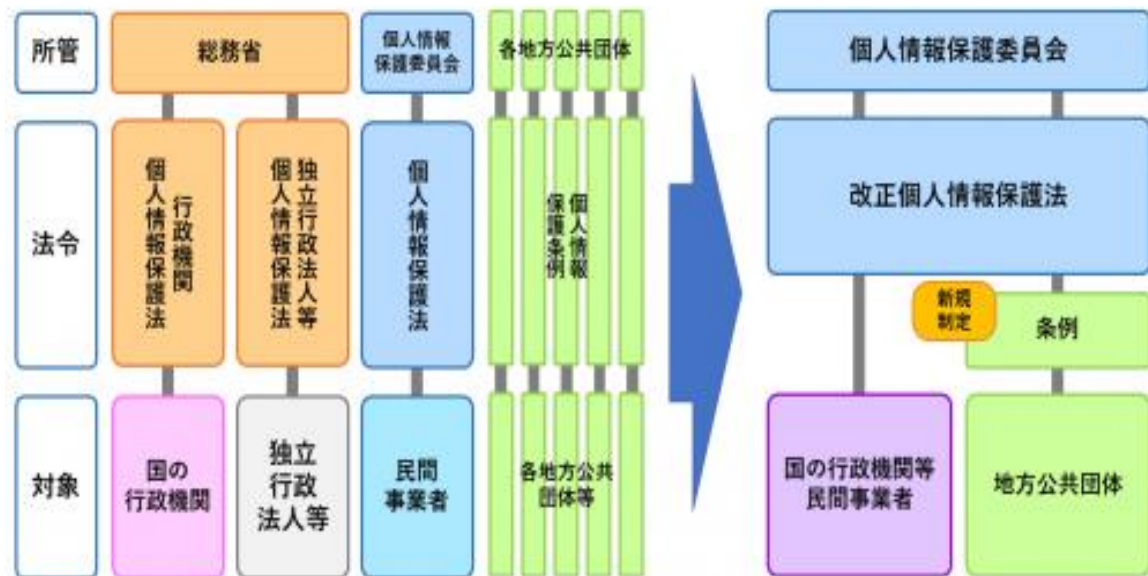 所管
総務省
個人情報
保護委員会
各地方公共団体
個人情報保護委員会
法令
行政機関
個人情報保護法
独立行政法人等
個人情報保護法
個人情報保護法
個人情報
保護条例
改正個人情報保護法
新規
制定
条例
対象
国の
行政機関
独立
行政
法人等
民間
事業者
各地方公共
団体等
国の行政機関等
民間事業者
地方公共団体